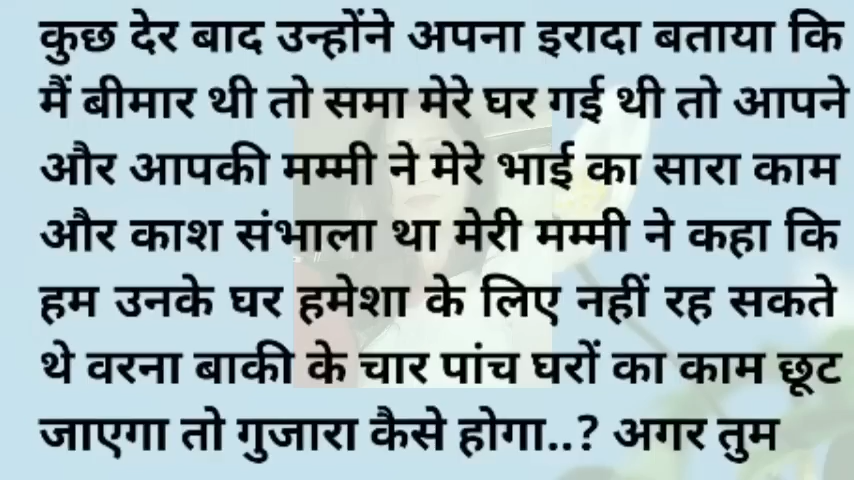 कुछ देर बाद उन्होंने अपना इरादा बताया कि
मैं बीमार थी तो समा मेरे घर गई थी तो आपने
और आपकी मम्मी ने मेरे भाई का सारा काम
और काश संभाला था मेरी मम्मी ने कहा कि
हम उनके घर हमेशा के लिए नहीं रह सकते
थे वरना बाकी के चार पांच घरों का काम छूट
जाएगा तो गुजारा कैसे होगा..? अगर तुम